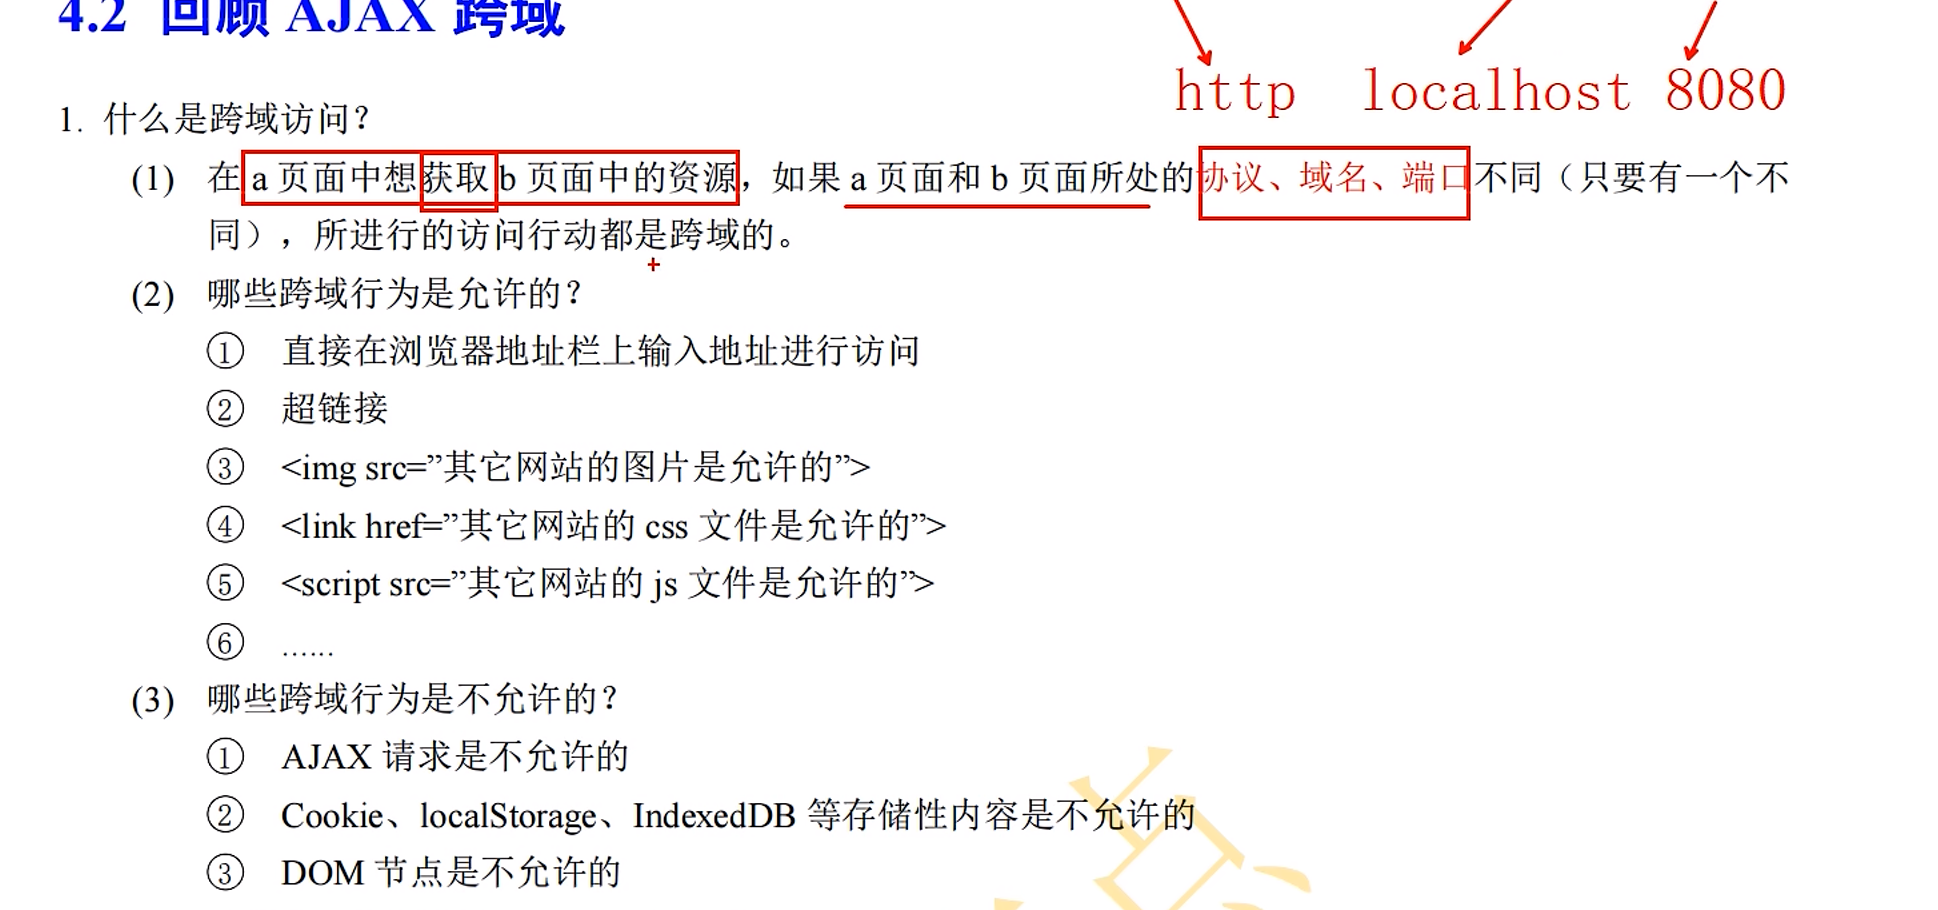 4.2 回顾 AJAX 跨域
http localhost 8080
1. 什么是跨域访问？
(1) 在 a 页面中想获取 b 页面中的资源，如果 a 页面和 b 页面所处的协议、域名、端口不同（只要有一个不
同），所进行的访问行动都是跨域的。
(2) 哪些跨域行为是允许的？
① 直接在浏览器地址栏上输入地址进行访问
② 超链接
③ <img src=”其它网站的图片是允许的”>
④ <link href=”其它网站的 css 文件是允许的”>
⑤ <script src=”其它网站的 js 文件是允许的”>
⑥ ......
(3) 哪些跨域行为是不允许的？
① AJAX 请求是不允许的
② Cookie、localStorage、IndexedDB 等存储性内容是不允许的
③ DOM 节点是不允许的